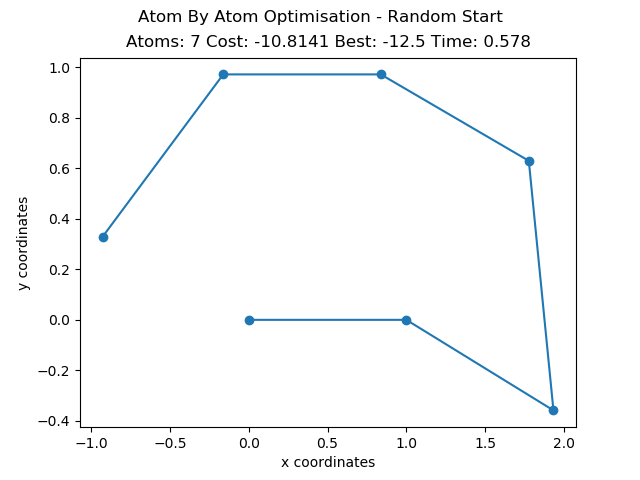 Atom By Atom Optimisation - Random Start
Atoms: 7 Cost: -10.8141 Best: -12.5 Time: 0.578
1.0
0.8
0.6
0.4
0.2
0.0
−0.2
−0.4
y coordinates
−1.0 −0.5 0.0 0.5 1.0 1.5 2.0
x coordinates